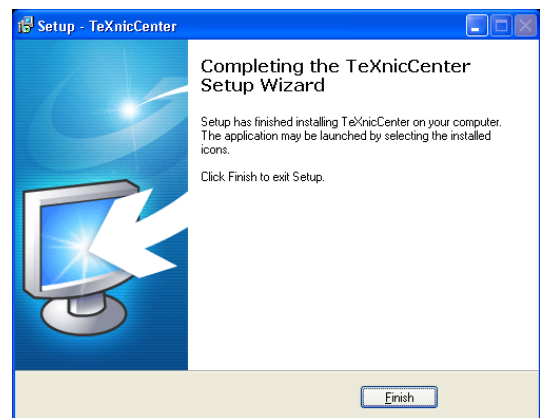 Setup - TeXnicCenter
Completing the TeXnicCenter
Setup Wizard
Setup has finished installing TeXnicCenter on your computer.
The application may be launched by selecting the installed
icons.
Click Finish to exit Setup.
Finish